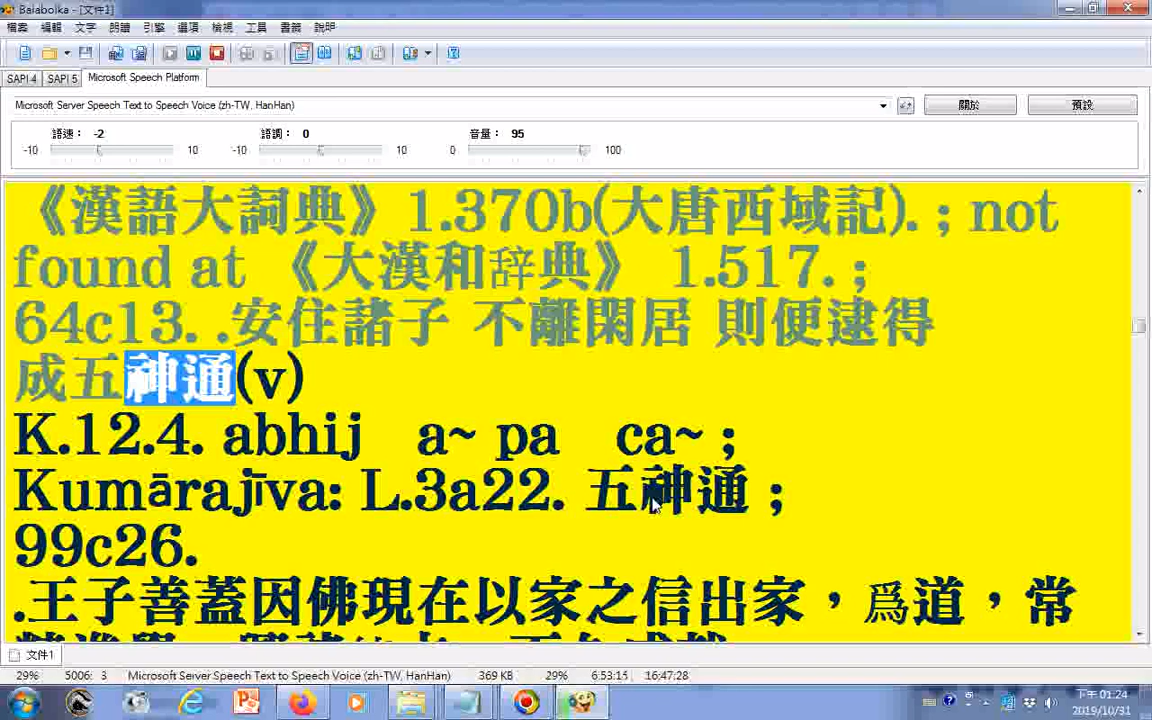 Balabolka - [文件1]
檔案 編輯 文字 朗讀 引擎 選項 檢視 工具 書籤 說明
SAPI 4 SAPI 5 Microsoft Speech Platform
Microsoft Server Speech Text to Speech Voice (zh-TW, HanHan) 關於 預設
語速： -2 語調： 0 音量： 95
-10 10 -10 10 0 100
《漢語大詞典》 1.370b(大唐西域記). ; not
found at 《大漢和辞典》 1.517. ;
64c13. .安住諸子 不離閑居 則便逮得
成五神通(v)
K.12.4. abhij a~ pa ca~ ;
Kumārajīva: L.3a22. 五神通 ;
99c26.
.王子善蓋因佛現在以家之信出家，爲道，常
文件1
29% 5006: 3 Microsoft Server Speech Text to Speech Voice (zh-TW, HanHan) 369 KB 29% 6:53:15 16:47:28
下午 01:24
2019/10/31